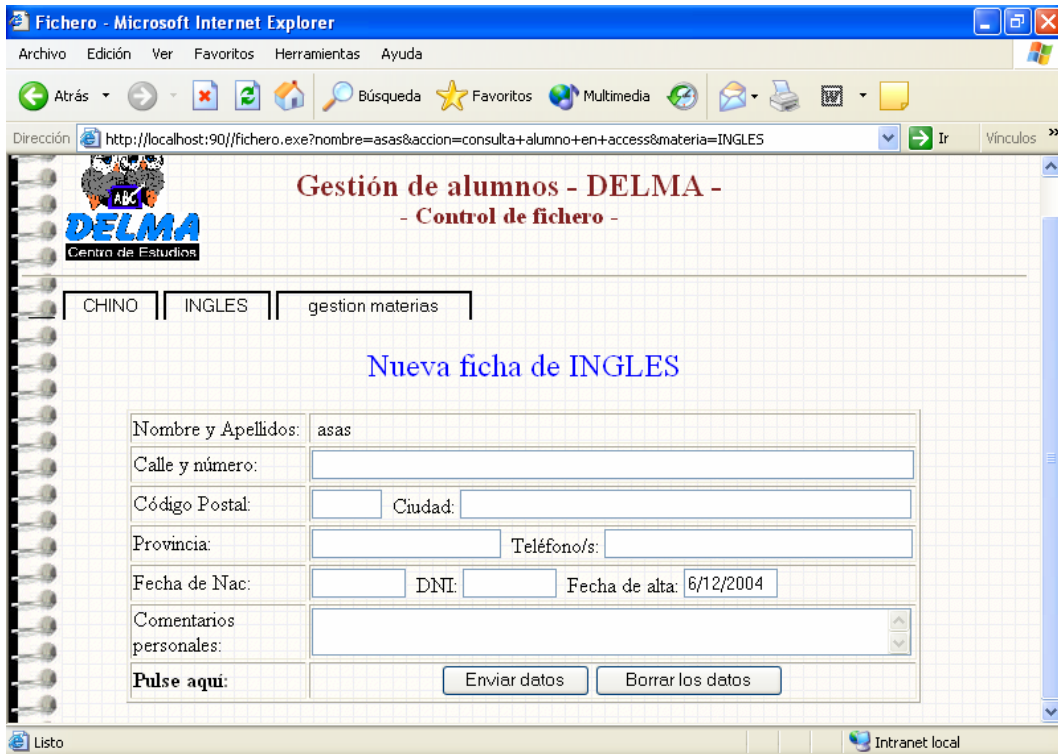 Fichero - Microsoft Internet Explorer
Archivo Edición Ver Favoritos Herramientas Ayuda
Atrás Búsqueda Favoritos Multimedia
Dirección http://localhost:90//fichero.exe?nombre=asas&accion=consulta+alumno+en+access&materia=INGLES Ir Vínculos »
ABC
DELMA
Centro de Estudios
Gestión de alumnos - DELMA -
- Control de fichero -
CHINO INGLES gestion materias
Nueva ficha de INGLES
Nombre y Apellidos: asas
Calle y número:
Código Postal: Ciudad:
Provincia: Teléfono/s:
Fecha de Nac: DNI: Fecha de alta: 6/12/2004
Comentarios
personales:
Pulse aquí: Enviar datos Borrar los datos
Listo Intranet local